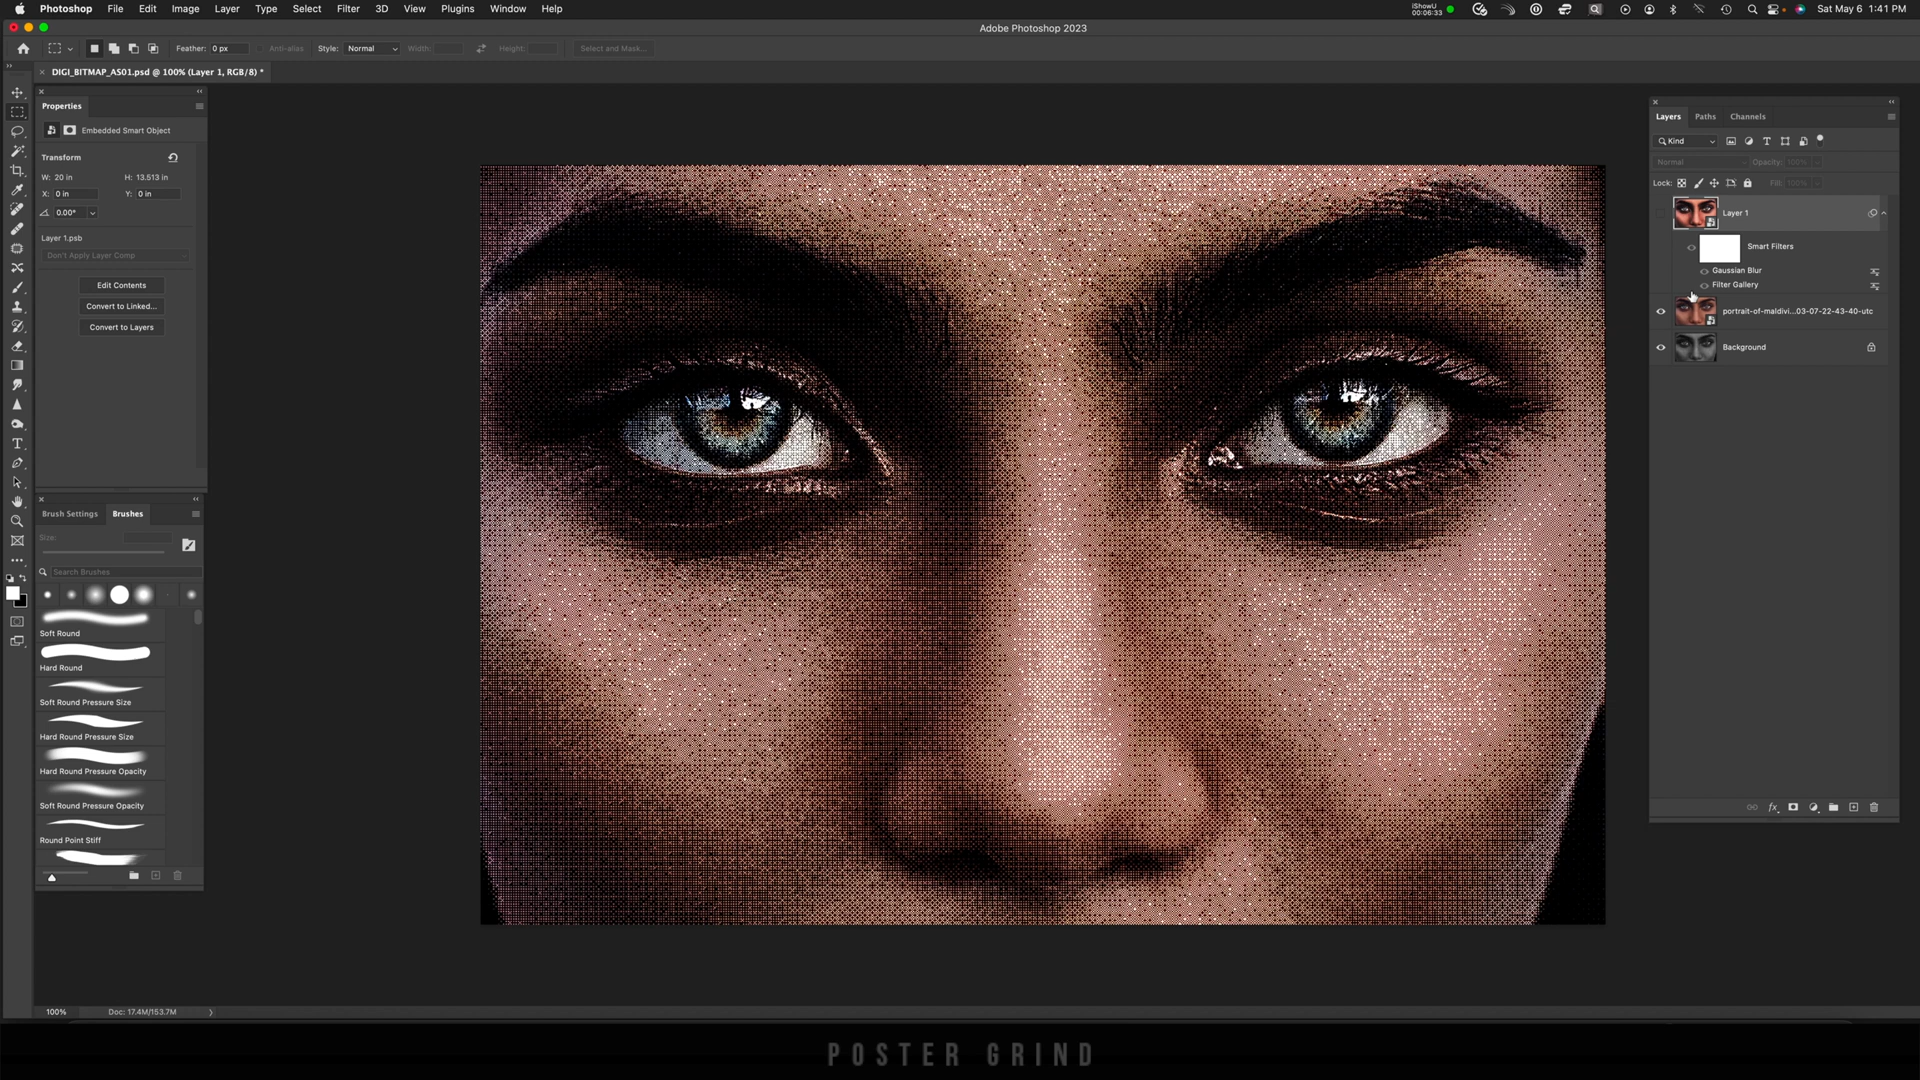 Photoshop File Edit Image Layer Type Select Filter 3D View Plugins Window Help
iShowU
00:06:33
Sat May 6 1:41 PM
Adobe Photoshop 2023
Feather: 0 px Anti-alias Style: Normal Width: Height: Select and Mask...
DIGI_BITMAP_AS01.psd @ 100% (Layer 1, RGB/8) *
Properties
Embedded Smart Object
Transform
W: 20 in H: 13.513 in
X: 0 in Y: 0 in
0.00°
Layer 1.psb
Don't Apply Layer Comp
Edit Contents
Convert to Linked...
Convert to Layers
Brush Settings Brushes
Size:
Search Brushes
Soft Round
Hard Round
Soft Round Pressure Size
Hard Round Pressure Size
Hard Round Pressure Opacity
Soft Round Pressure Opacity
Round Point Stiff
Layers Paths Channels
Kind
Normal Opacity: 100%
Lock: Fill: 100%
Layer 1
Smart Filters
Gaussian Blur
Filter Gallery
portrait-of-maldivi...03-07-22-43-40-utc
Background
fx
100% Doc: 17.4M/153.7M
POSTER GRIND